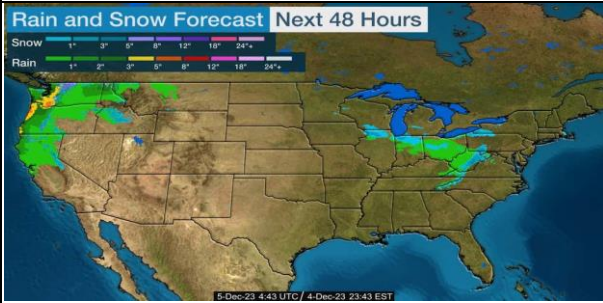 Rain and Snow Forecast Next 48 Hours
Snow 1" 3" 5" 8" 12" 18" 24"+
Rain 1" 2" 3" 5" 8" 12" 18" 24"+
5-Dec-23 4:43 UTC / 4-Dec-23 23:43 EST